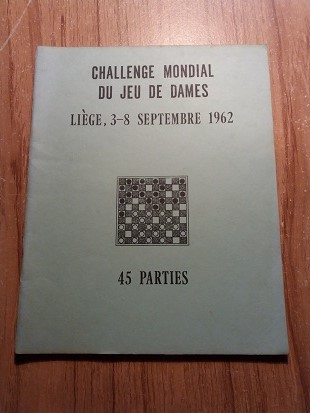 CHALLENGE MONDIAL
DU JEU DE DAMES
LIÈGE, 3-8 SEPTEMBRE 1962
45 PARTIES